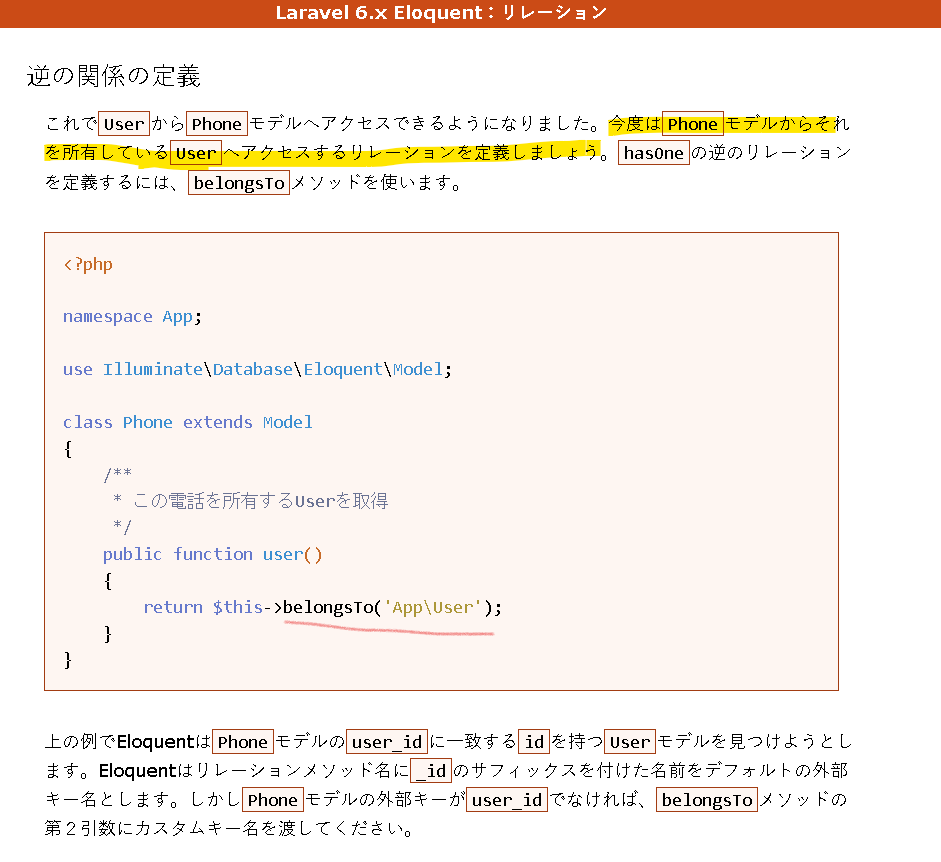 Laravel 6.x Eloquent：リレーション
逆の関係の定義
これでUserからPhoneモデルへアクセスできるようになりました。今度はPhoneモデルからそれ
を所有しているUserへアクセスするリレーションを定義しましょう。hasOneの逆のリレーション
を定義するには、belongsToメソッドを使います。
<?php
namespace App;
use Illuminate\Database\Eloquent\Model;
class Phone extends Model
{
    /**
     * この電話を所有するUserを取得
     */
    public function user()
    {
        return $this->belongsTo('App\User');
    }
}
上の例でEloquentはPhoneモデルのuser_idに一致するidを持つUserモデルを見つけようとし
ます。Eloquentはリレーションメソッド名に_idのサフィックスを付けた名前をデフォルトの外部
キー名とします。しかしPhoneモデルの外部キーがuser_idでなければ、belongsToメソッドの
第２引数にカスタムキー名を渡してください。